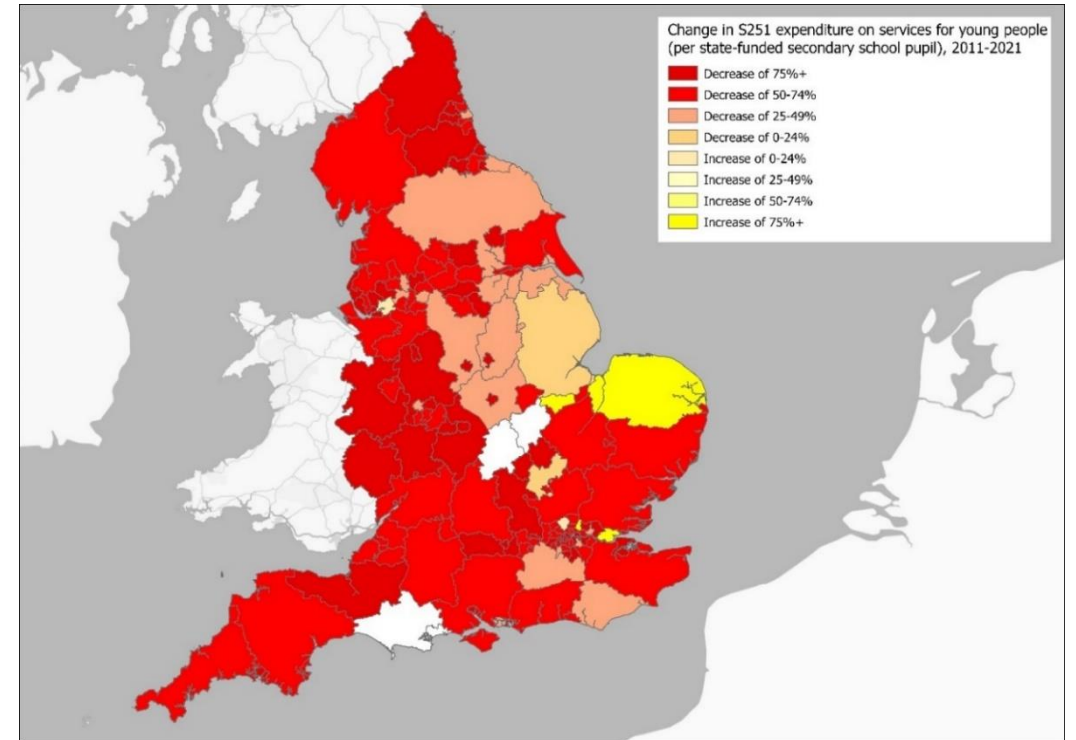 Change in S251 expenditure on services for young people
(per state-funded secondary school pupil), 2011-2021
Decrease of 75%+
Decrease of 50-74%
Decrease of 25-49%
Decrease of 0-24%
Increase of 0-24%
Increase of 25-49%
Increase of 50-74%
Increase of 75%+